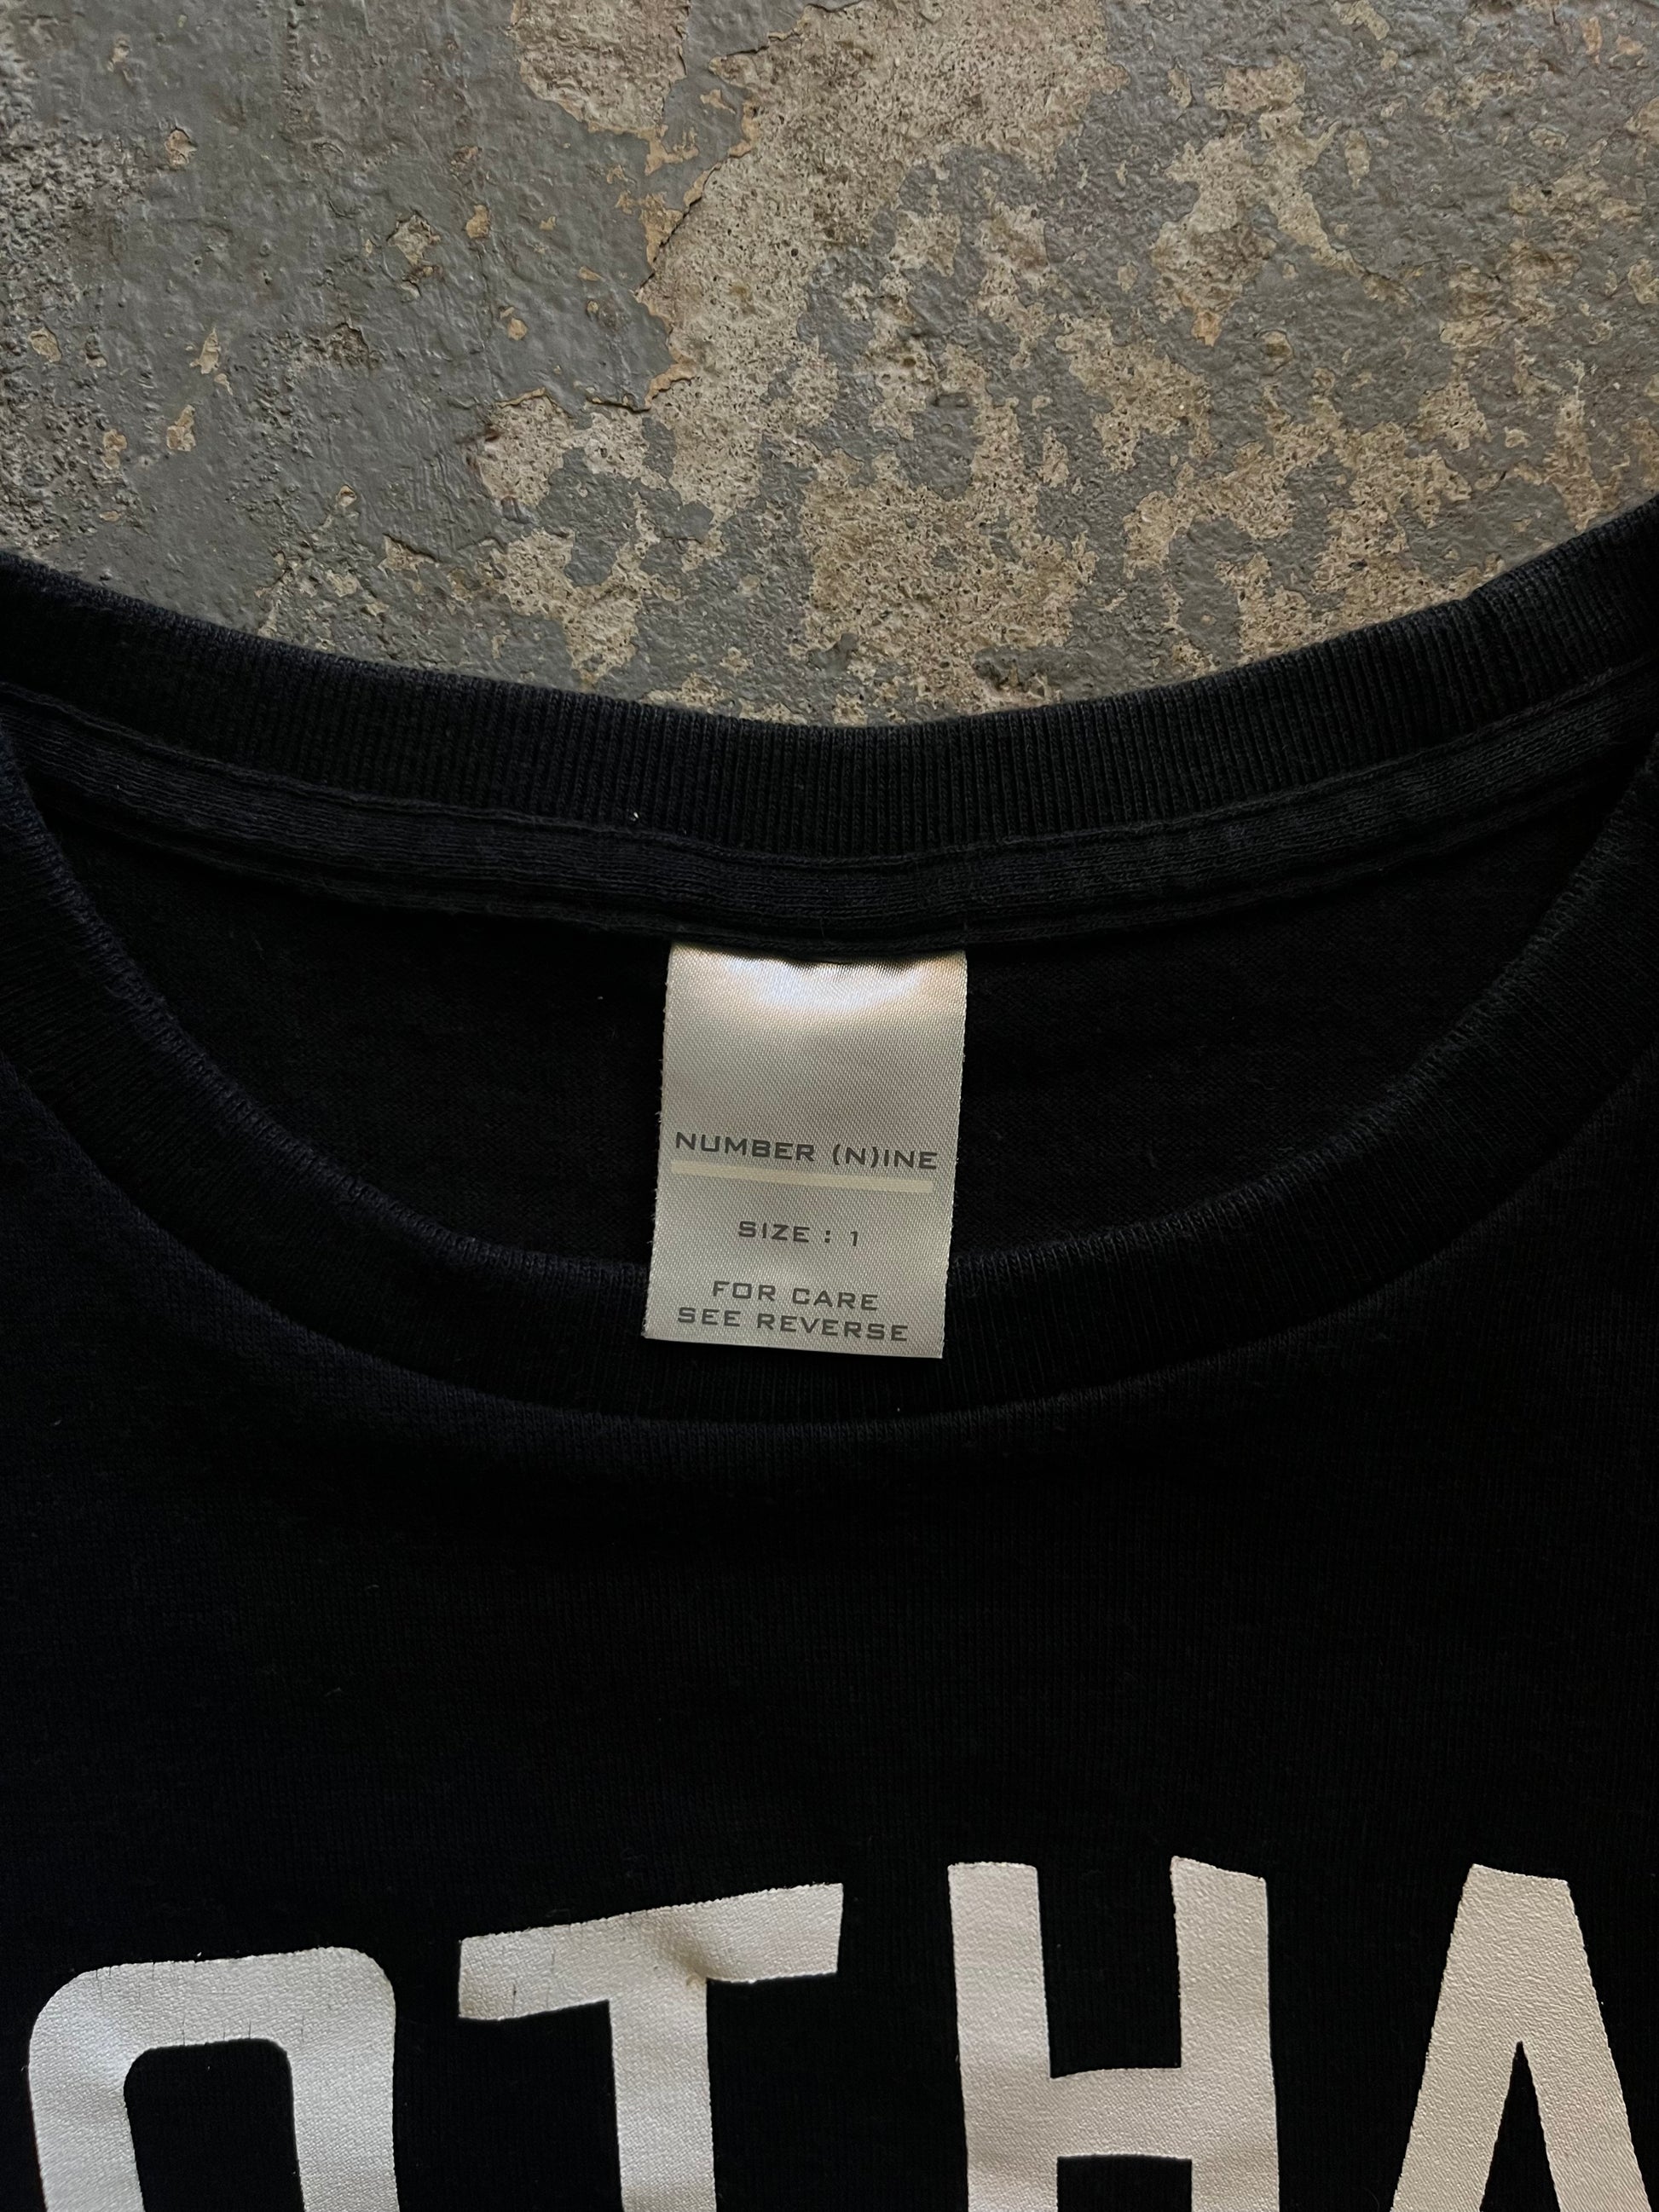 NUMBER (N)INE
SIZE : 1
FOR CARE
SEE REVERSE
OTHA